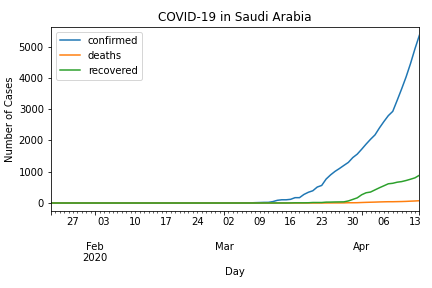 COVID-19 in Saudi Arabia
confirmed
deaths
recovered
Number of Cases
5000
4000
3000
2000
1000
0
27 03 10 17 24 02 09 16 23 30 06 13
Feb Mar Apr
2020
Day